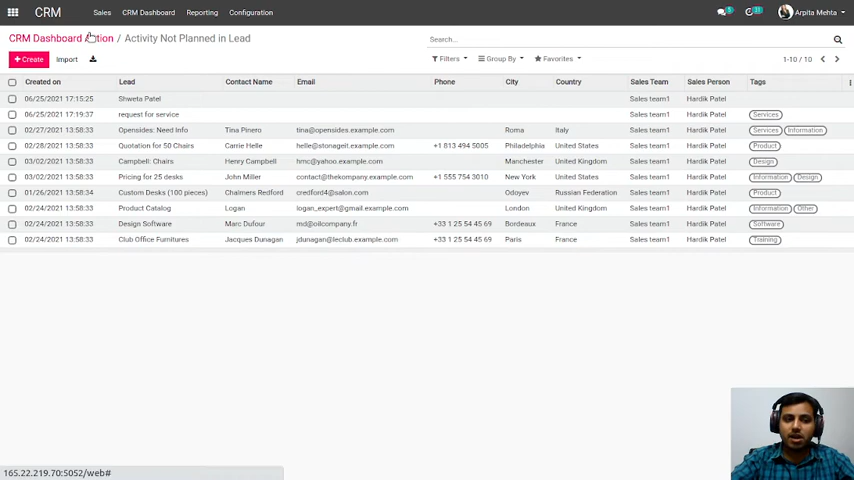 CRM Sales CRM Dashboard Reporting Configuration 5 33 Arpita Mehta
CRM Dashboard Action / Activity Not Planned in Lead Search...
+ Create Import Filters Group By Favorites 1-10 / 10
Created on Lead Contact Name Email Phone City Country Sales Team Sales Person Tags
06/25/2021 17:15:25 Shweta Patel Sales team1 Hardik Patel
06/25/2021 17:19:37 request for service Sales team1 Hardik Patel Services
02/27/2021 13:58:33 Opensides: Need Info Tina Pinero tina@opensides.example.com Roma Italy Sales team1 Hardik Patel Services Information
02/28/2021 13:58:33 Quotation for 50 Chairs Carrie Helle helle@stonageit.example.com +1 813 494 5005 Philadelphia United States Sales team1 Hardik Patel Product
03/02/2021 13:58:33 Campbell: Chairs Henry Campbell hmc@yahoo.example.com Manchester United Kingdom Sales team1 Hardik Patel Design
03/02/2021 13:58:33 Pricing for 25 desks John Miller contact@thekompany.example.com +1 555 754 3010 New York United States Sales team1 Hardik Patel Information Design
01/26/2021 13:58:34 Custom Desks (100 pieces) Chalmers Redford credford4@salon.com Odoyev Russian Federation Sales team1 Hardik Patel Product
02/24/2021 13:58:33 Product Catalog Logan logan_expert@gmail.example.com London United Kingdom Sales team1 Hardik Patel Information Other
02/24/2021 13:58:33 Design Software Marc Dufour md@oilcompany.fr +33 1 25 54 45 69 Bordeaux France Sales team1 Hardik Patel Software
02/24/2021 13:58:33 Club Office Furnitures Jacques Dunagan jdunagan@leclub.example.com +33 1 25 54 45 69 Paris France Sales team1 Hardik Patel Training
165.22.219.70:5052/web#